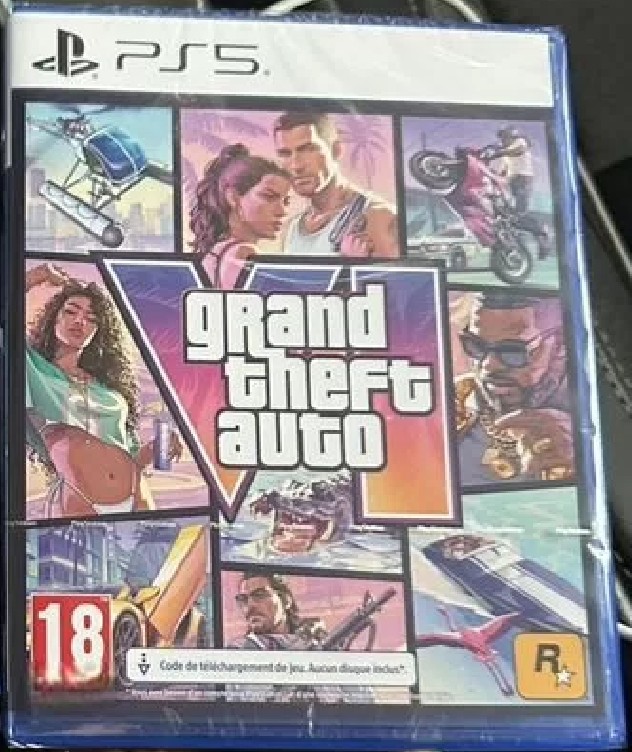 PS5
VI
grand
theft
auto
18
Code de téléchargement de jeu. Aucun disque inclus*.
R